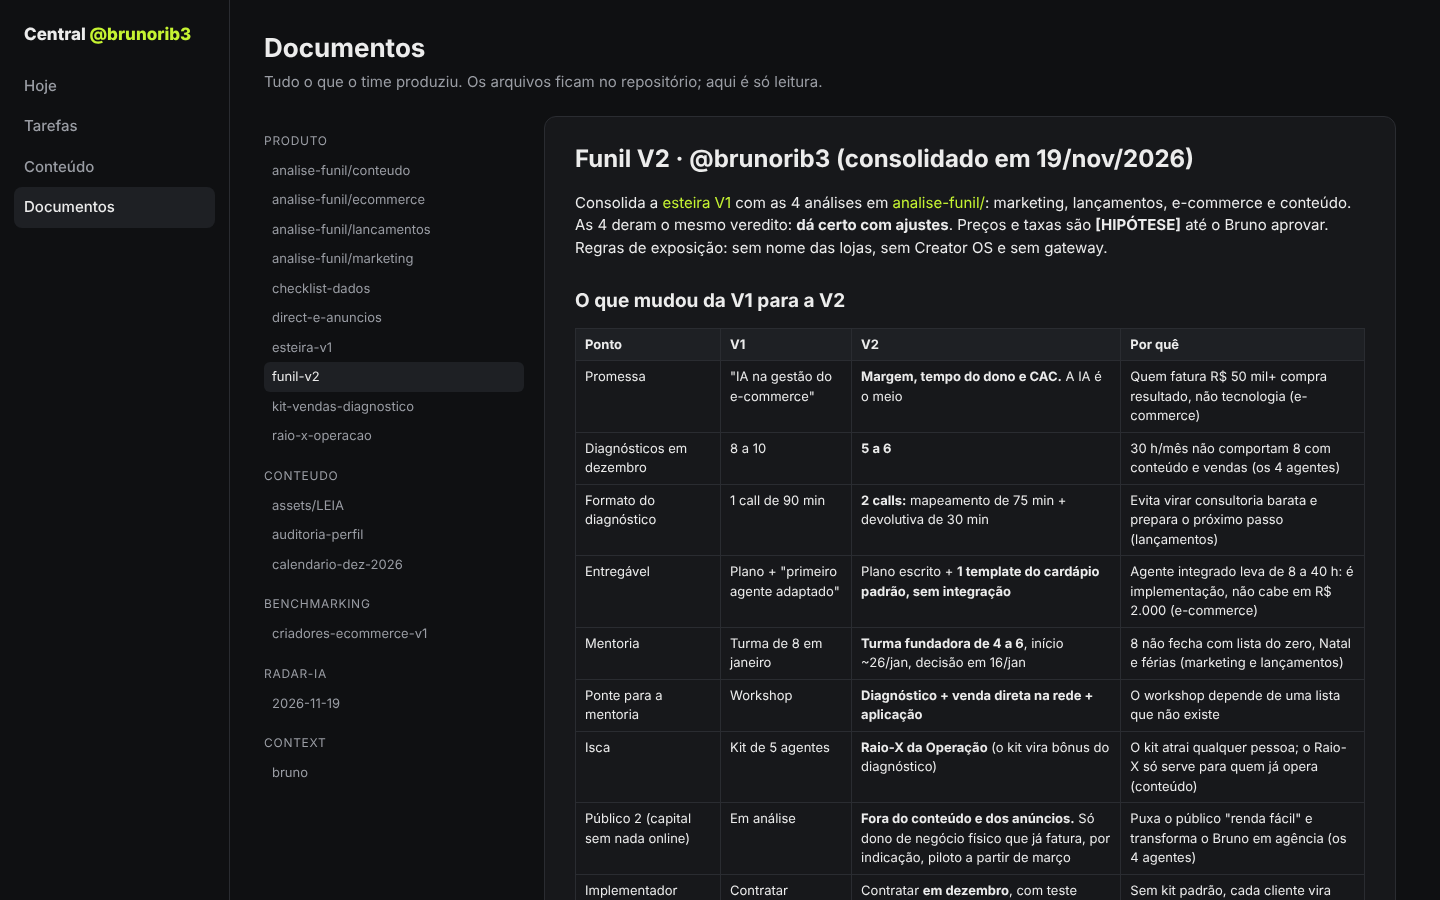 Central @brunorib3
Hoje
Tarefas
Conteúdo
Documentos
Documentos
Tudo o que o time produziu. Os arquivos ficam no repositório; aqui é só leitura.
PRODUTO
analise-funil/conteudo
analise-funil/ecommerce
analise-funil/lancamentos
analise-funil/marketing
checklist-dados
direct-e-anuncios
esteira-v1
funil-v2
kit-vendas-diagnostico
raio-x-operacao
CONTEUDO
assets/LEIA
auditoria-perfil
calendario-dez-2026
BENCHMARKING
criadores-ecommerce-v1
RADAR-IA
2026-11-19
CONTEXT
bruno
Funil V2 · @brunorib3 (consolidado em 19/nov/2026)
Consolida a esteira V1 com as 4 análises em analise-funil/: marketing, lançamentos, e-commerce e conteúdo.
As 4 deram o mesmo veredito: dá certo com ajustes. Preços e taxas são [HIPÓTESE] até o Bruno aprovar.
Regras de exposição: sem nome das lojas, sem Creator OS e sem gateway.
O que mudou da V1 para a V2
Ponto
V1
V2
Por quê
Promessa
"IA na gestão do
e-commerce"
Margem, tempo do dono e CAC. A IA é
o meio
Quem fatura R$ 50 mil+ compra
resultado, não tecnologia (e-
commerce)
Diagnósticos em
dezembro
8 a 10
5 a 6
30 h/mês não comportam 8 com
conteúdo e vendas (os 4 agentes)
Formato do
diagnóstico
1 call de 90 min
2 calls: mapeamento de 75 min +
devolutiva de 30 min
Evita virar consultoria barata e
prepara o próximo passo
(lançamentos)
Entregável
Plano + "primeiro
agente adaptado"
Plano escrito + 1 template do cardápio
padrão, sem integração
Agente integrado leva de 8 a 40 h: é
implementação, não cabe em R$
2.000 (e-commerce)
Mentoria
Turma de 8 em
janeiro
Turma fundadora de 4 a 6, início
~26/jan, decisão em 16/jan
8 não fecha com lista do zero, Natal
e férias (marketing e lançamentos)
Ponte para a
mentoria
Workshop
Diagnóstico + venda direta na rede +
aplicação
O workshop depende de uma lista
que não existe
Isca
Kit de 5 agentes
Raio-X da Operação (o kit vira bônus do
diagnóstico)
O kit atrai qualquer pessoa; o Raio-
X só serve para quem já opera
(conteúdo)
Público 2 (capital
sem nada online)
Em análise
Fora do conteúdo e dos anúncios. Só
dono de negócio físico que já fatura, por
indicação, piloto a partir de março
Puxa o público "renda fácil" e
transforma o Bruno em agência (os
4 agentes)
Implementador
Contratar
Contratar em dezembro, com teste
Sem kit padrão, cada cliente vira